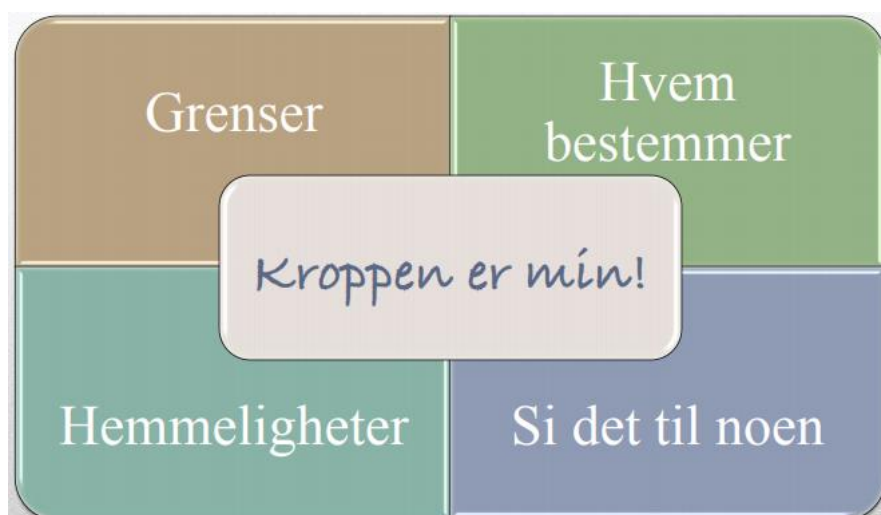 Grenser
Hvem
bestemmer
Kroppen er min!
Hemmeligheter
Si det til noen